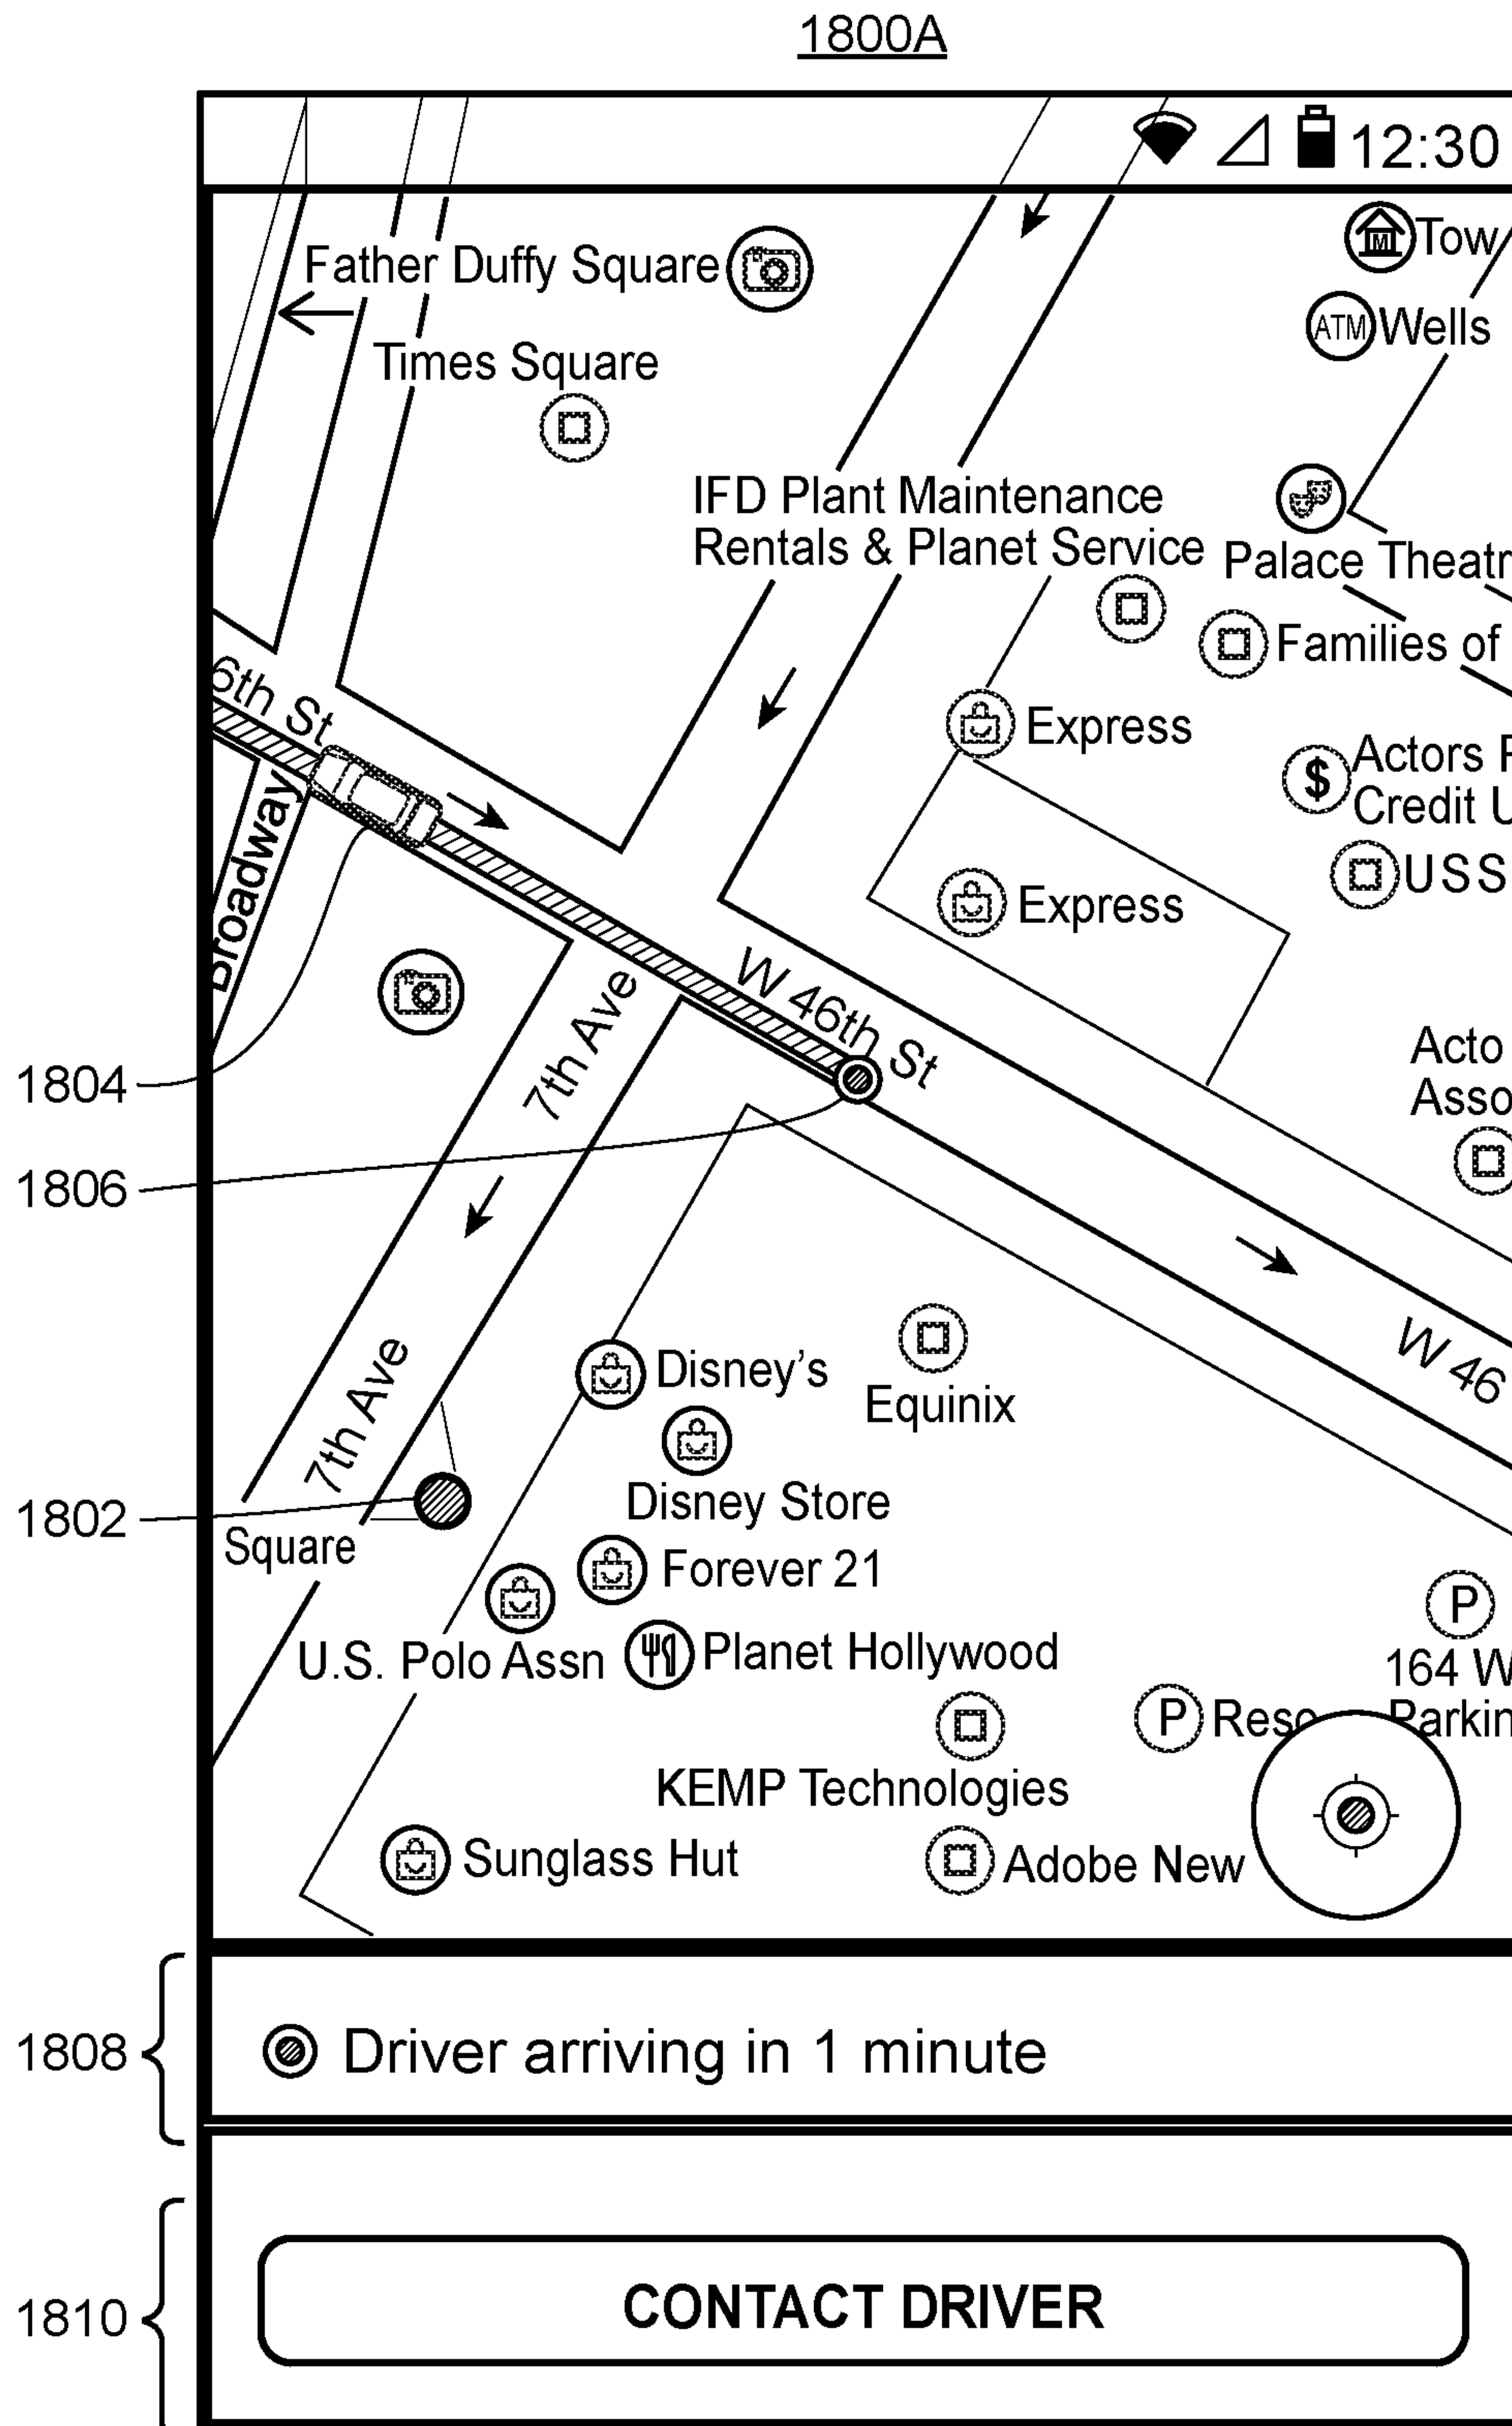 1800A
12:30
Father Duffy Square
Tow
ATM
Wells
Times Square
IFD Plant Maintenance
Rentals & Planet Service
Palace Theatr
Families of
6th St
Express
$
Actors F
Credit U
Broadway
Express
USS
W 46th St
7th Ave
Acto
Asso
1804
1806
W 46
7th Ave
Disney's
Equinix
Disney Store
1802
Square
Forever 21
U.S. Polo Assn
Planet Hollywood
P
164 W
Parkin
P
Reso
KEMP Technologies
Sunglass Hut
Adobe New
1808
Driver arriving in 1 minute
1810
CONTACT DRIVER